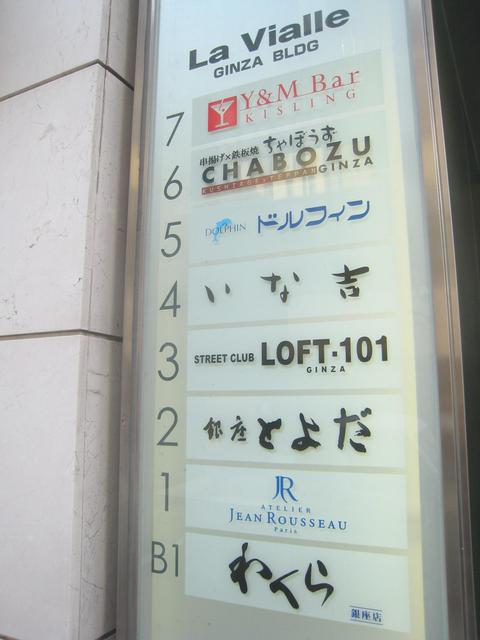 La Vialle
GINZA BLDG
7
Y&M Bar
KISLING
6
串揚げ×鉄板焼 ちゃぼうず
CHABOZU
KUSHIAGE×TEPPAN GINZA
5
DOLPHIN ドルフィン
4
いな吉
3
STREET CLUB LOFT-101
GINZA
2
銀座とよだ
1
JR
ATELIER
JEAN ROUSSEAU
Paris
B1
わくら
銀座店